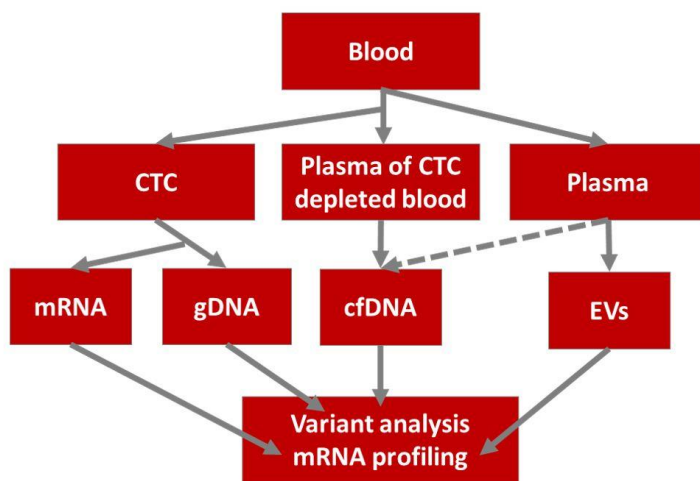 Blood
CTC
Plasma of CTC
depleted blood
Plasma
mRNA
gDNA
cfDNA
EVs
Variant analysis
mRNA profiling